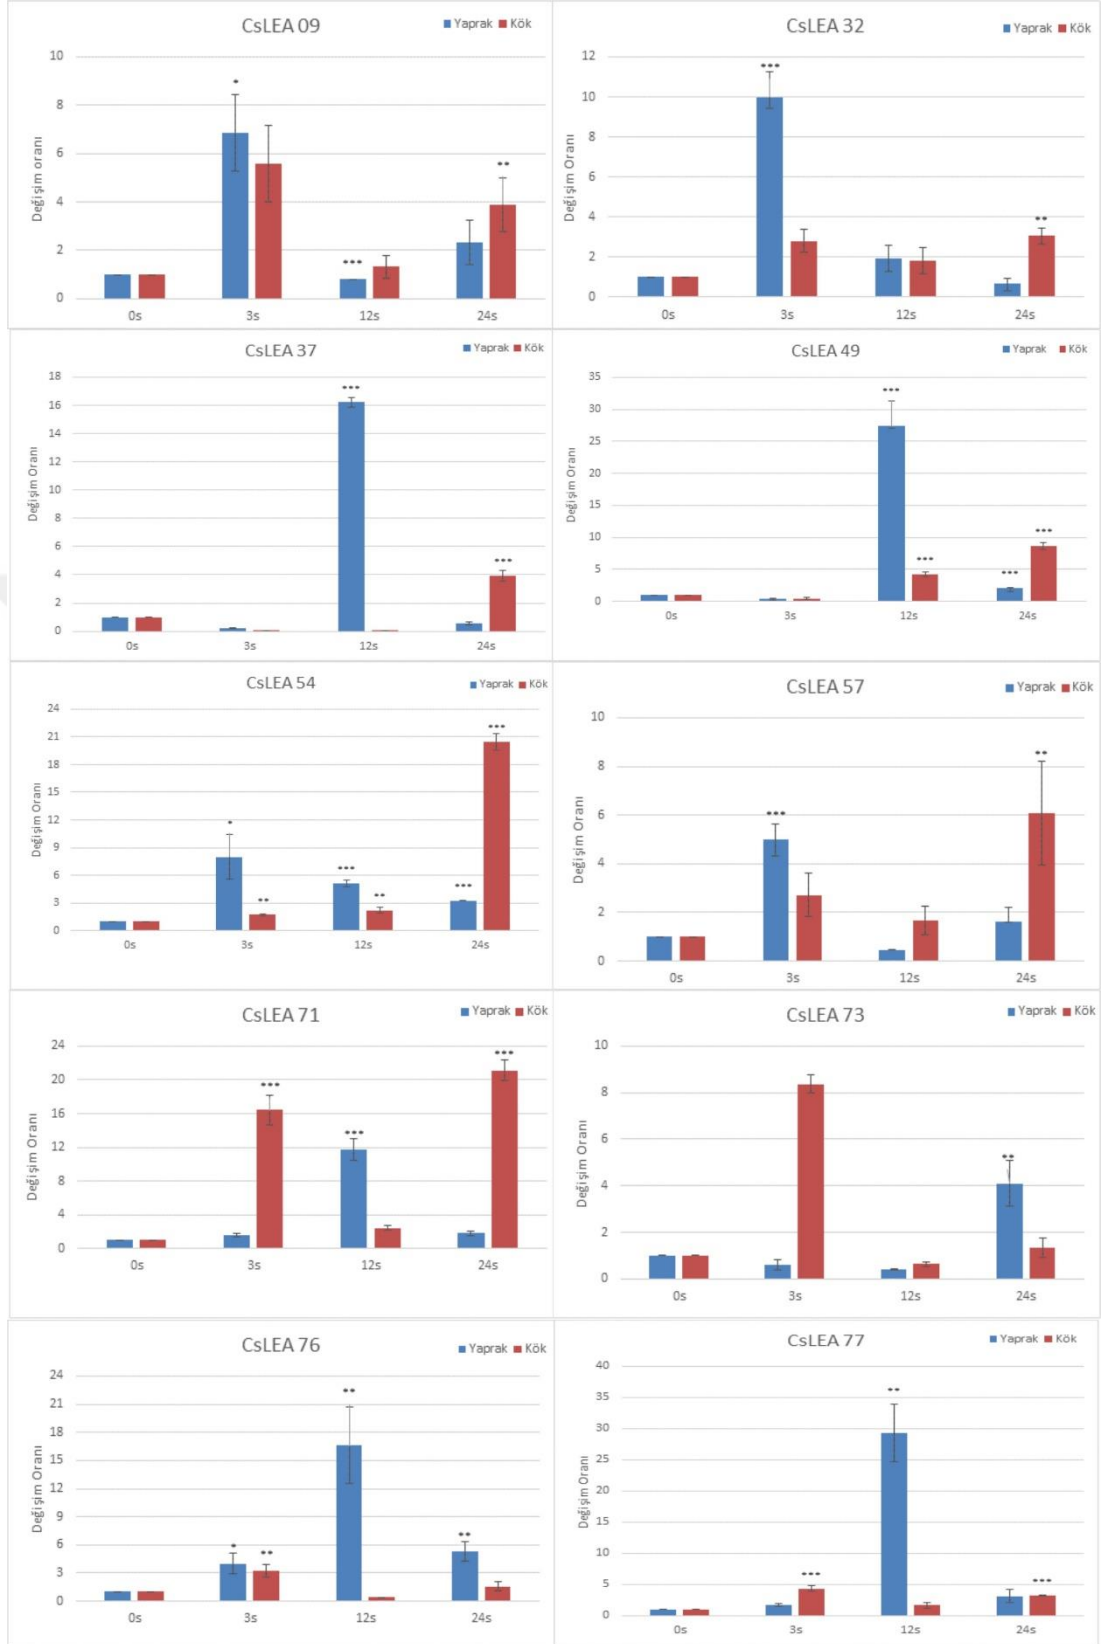 CsLEA 09
Yaprak Kök
Değişim oranı
10
8
6
4
2
0
*
***
**
0s 3s 12s 24s
CsLEA 32
Yaprak Kök
Değişim Oranı
12
10
8
6
4
2
0
***
**
0s 3s 12s 24s
CsLEA 37
Yaprak Kök
Değişim Oranı
18
16
14
12
10
8
6
4
2
0
***
***
0s 3s 12s 24s
CsLEA 49
Yaprak Kök
Değişim Oranı
35
30
25
20
15
10
5
0
***
***
***
***
0s 3s 12s 24s
CsLEA 54
Yaprak Kök
Değişim Oranı
24
21
18
15
12
9
6
3
0
*
**
***
**
***
***
0s 3s 12s 24s
CsLEA 57
Yaprak Kök
Değişim Oranı
10
8
6
4
2
0
***
**
0s 3s 12s 24s
CsLEA 71
Yaprak Kök
Değişim Oranı
24
20
16
12
8
4
0
***
***
***
0s 3s 12s 24s
CsLEA 73
Yaprak Kök
Değişim Oranı
10
8
6
4
2
0
**
0s 3s 12s 24s
CsLEA 76
Yaprak Kök
Değişim Oranı
24
21
18
15
12
9
6
3
0
*
**
**
**
0s 3s 12s 24s
CsLEA 77
Yaprak Kök
Değişim Oranı
40
35
30
25
20
15
10
5
0
***
**
***
0s 3s 12s 24s